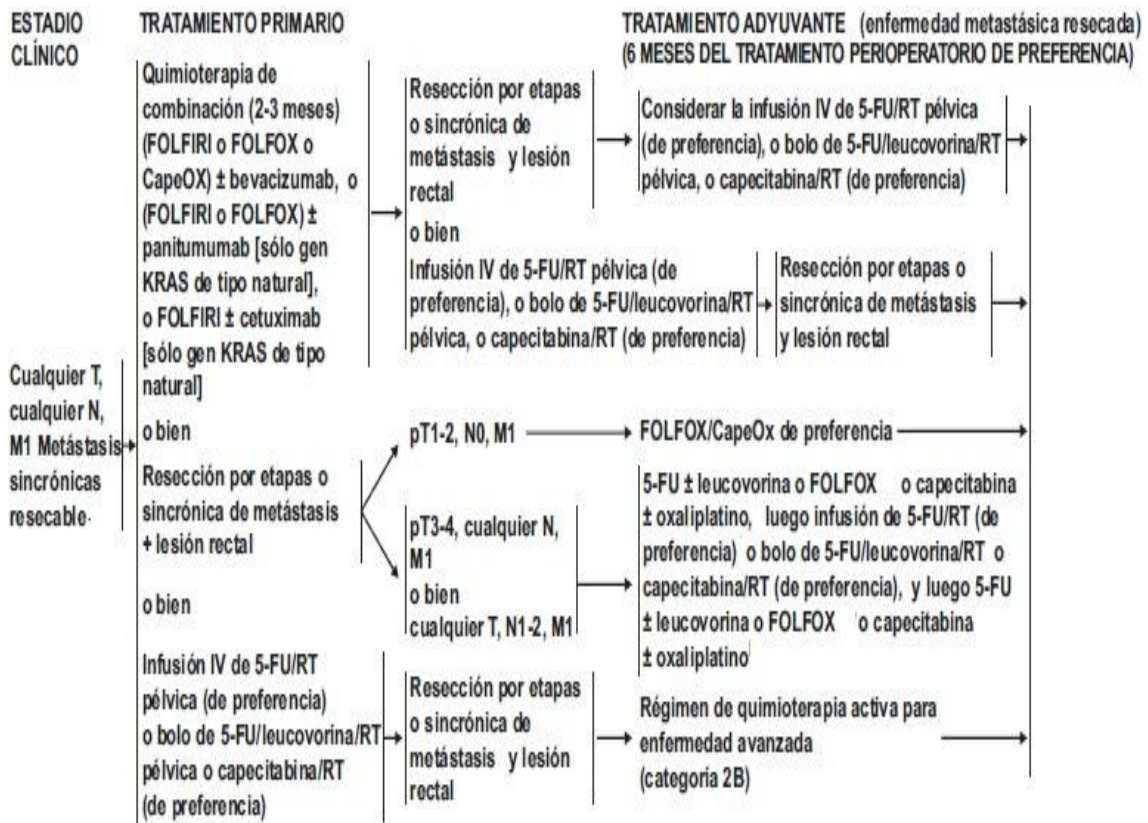 ESTADIO
CLÍNICO
TRATAMIENTO PRIMARIO
TRATAMIENTO ADYUVANTE (enfermedad metastásica resecada)
(6 MESES DEL TRATAMIENTO PERIOPERATORIO DE PREFERENCIA)
Cualquier T,
cualquier N,
M1 Metástasis
sincrónicas
resecable
Quimioterapia de
combinación (2-3 meses)
(FOLFIRI o FOLFOX o
CapeOX) ± bevacizumab, o
(FOLFIRI o FOLFOX) ±
panitumumab [sólo gen
KRAS de tipo natural],
o FOLFIRI ± cetuximab
[sólo gen KRAS de tipo
natural]
o bien
Resección por etapas o
sincrónica de metástasis
+ lesión rectal
o bien
Infusión IV de 5-FU/RT
pélvica (de preferencia)
o bolo de 5-FU/leucovorina/RT
pélvica o capecitabina/RT
(de preferencia)
Resección por etapas
o sincrónica de
metástasis y lesión
rectal
o bien
Infusión IV de 5-FU/RT pélvica (de
preferencia), o bolo de 5-FU/leucovorina/RT
pélvica, o capecitabina/RT (de preferencia)
Considerar la infusión IV de 5-FU/RT pélvica
(de preferencia), o bolo de 5-FU/leucovorina/RT
pélvica, o capecitabina/RT (de preferencia)
Resección por etapas o
sincrónica de metástasis
y lesión rectal
pT1-2, N0, M1
FOLFOX/CapeOx de preferencia
pT3-4, cualquier N,
M1
o bien
cualquier T, N1-2, M1
5-FU ± leucovorina o FOLFOX o capecitabina
± oxaliplatino, luego infusión de 5-FU/RT (de
preferencia) o bolo de 5-FU/leucovorina/RT o
capecitabina/RT (de preferencia), y luego 5-FU
± leucovorina o FOLFOX o capecitabina
± oxaliplatino
Resección por etapas
o sincrónica de
metástasis y lesión
rectal
Régimen de quimioterapia activa para
enfermedad avanzada
(categoría 2B)